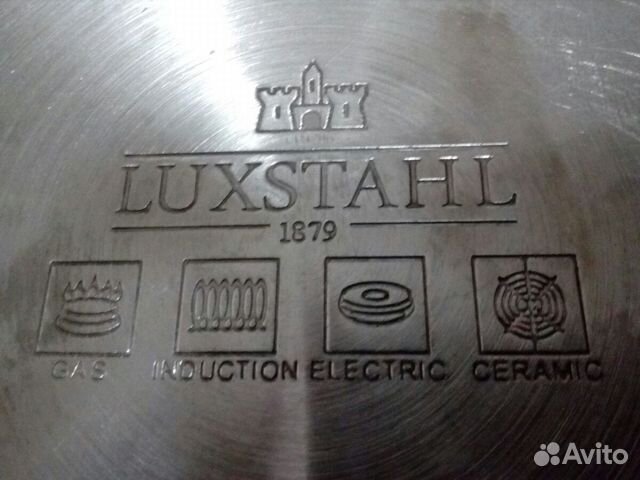 LUXSTAHL
1879
GAS INDUCTION ELECTRIC CERAMIC
Avito